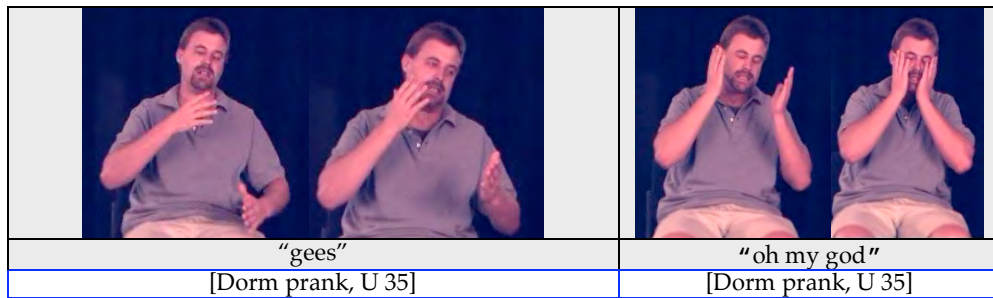 “gees”
"oh my god"
[Dorm prank, U 35]
[Dorm prank, U 35]